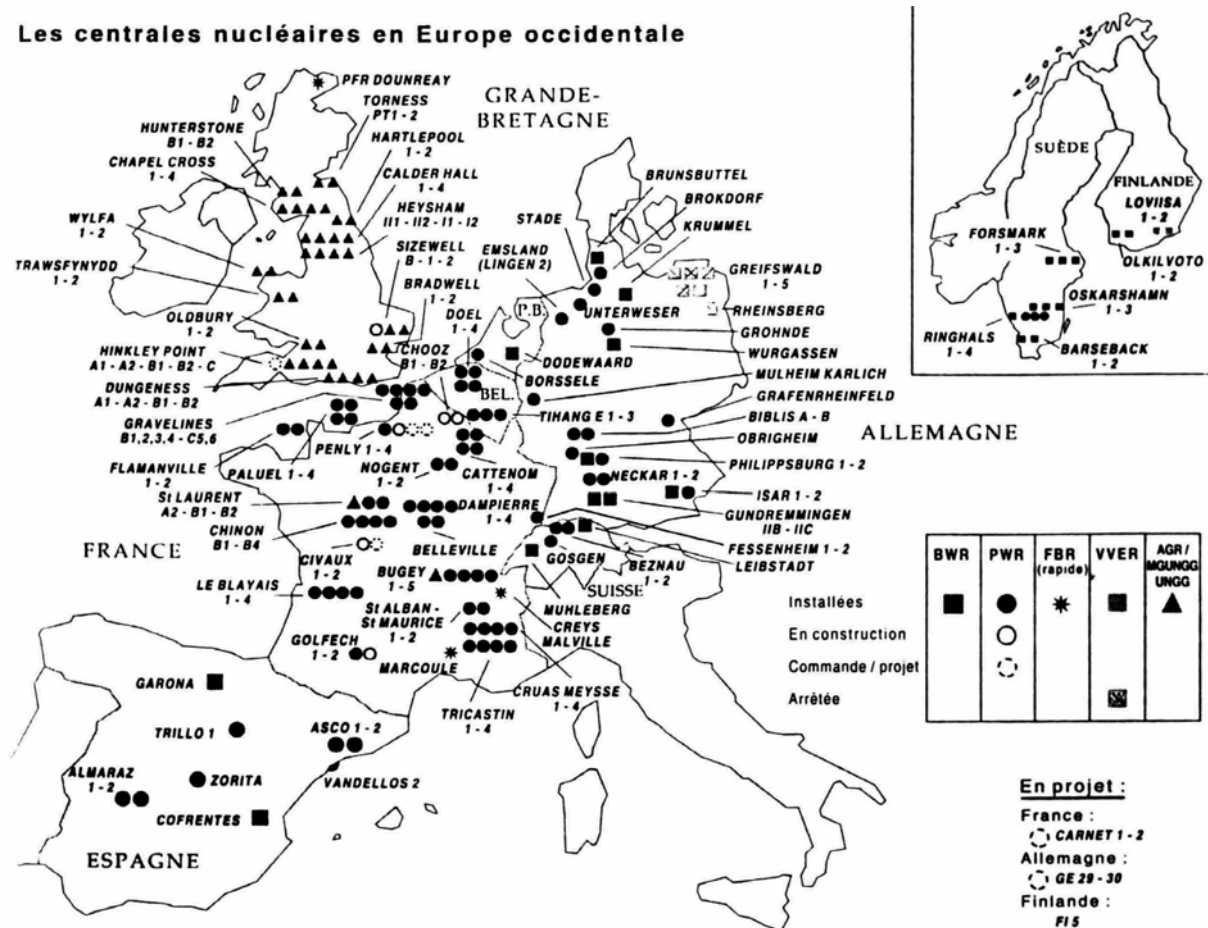 Les centrales nucléaires en Europe occidentale
PFR DOUNREAY
TORNESS
PT1 - 2
GRANDE-
BRETAGNE
HUNTERSTONE
B1 - B2
HARTLEPOOL
1 - 2
CHAPEL CROSS
1 - 4
CALDER HALL
1 - 4
WYLFA
1 - 2
HEYSHAM
II1 - II2 - I1 - I2
TRAWSFYNYDD
1 - 2
SIZEWELL
B - 1 - 2
BRADWELL
1 - 2
OLDBURY
1 - 2
HINKLEY POINT
A1 - A2 - B1 - B2 - C
DUNGENESS
A1 - A2 - B1 - B2
GRAVELINES
B1,2,3,4 - C5,6
FLAMANVILLE
1 - 2
PALUEL 1 - 4
PENLY 1 - 4
CHOOZ
B1 - B2
DOEL
1 - 4
EMSLAND
(LINGEN 2)
STADE
BRUNSBUTTEL
BROKDORF
KRUMMEL
GREIFSWALD
1 - 5
RHEINSBERG
UNTERWESER
GROHNDE
WURGASSEN
P.B.
DODEWAARD
BORSSELE
BEL.
TIHANG E 1 - 3
MULHEIM KARLICH
GRAFENRHEINFELD
BIBLIS A - B
OBRIGHEIM
ALLEMAGNE
PHILIPPSBURG 1 - 2
NECKAR 1 - 2
ISAR 1 - 2
GUNDREMMINGEN
IIB - IIC
FESSENHEIM 1 - 2
LEIBSTADT
BEZNAU
1 - 2
GOSGEN
SUISSE
MUHLEBERG
CREYS
MALVILLE
NOGENT
1 - 2
CATTENOM
1 - 4
St LAURENT
A2 - B1 - B2
DAMPIERRE
1 - 4
CHINON
B1 - B4
BELLEVILLE
FRANCE
CIVAUX
1 - 2
BUGEY
1 - 5
LE BLAYAIS
1 - 4
St ALBAN -
St MAURICE
1 - 2
GOLFECH
1 - 2
MARCOULE
CRUAS MEYSSE
1 - 4
TRICASTIN
1 - 4
GARONA
TRILLO 1
ASCO 1 - 2
ALMARAZ
1 - 2
ZORITA
VANDELLOS 2
COFRENTES
ESPAGNE
SUÈDE
FINLANDE
LOVIISA
1 - 2
FORSMARK
1 - 3
OLKILVOTO
1 - 2
OSKARSHAMN
1 - 3
RINGHALS
1 - 4
BARSEBACK
1 - 2
BWR PWR FBR (rapide) VVER AGR / MGUNGG UNGG
Installées
En construction
Commande / projet
Arrêtée
En projet :
France :
CARNET 1 - 2
Allemagne :
GE 29 - 30
Finlande :
FI 5